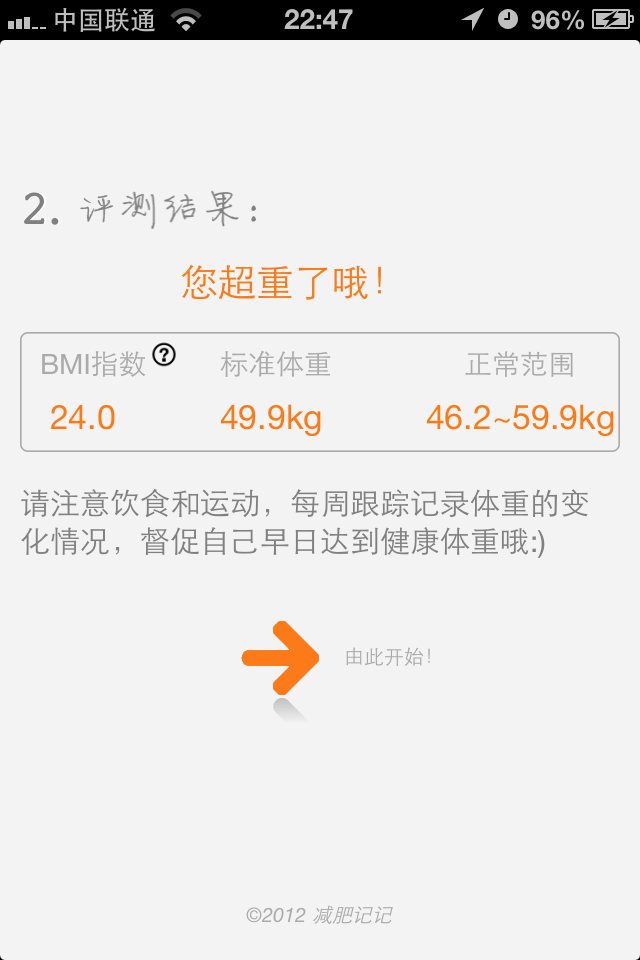 中国联通 22:47 96%
2. 评测结果：
您超重了哦！
BMI指数 ? 标准体重 正常范围
24.0 49.9kg 46.2~59.9kg
请注意饮食和运动，每周跟踪记录体重的变
化情况，督促自己早日达到健康体重哦:)
由此开始！
©2012 减肥记记